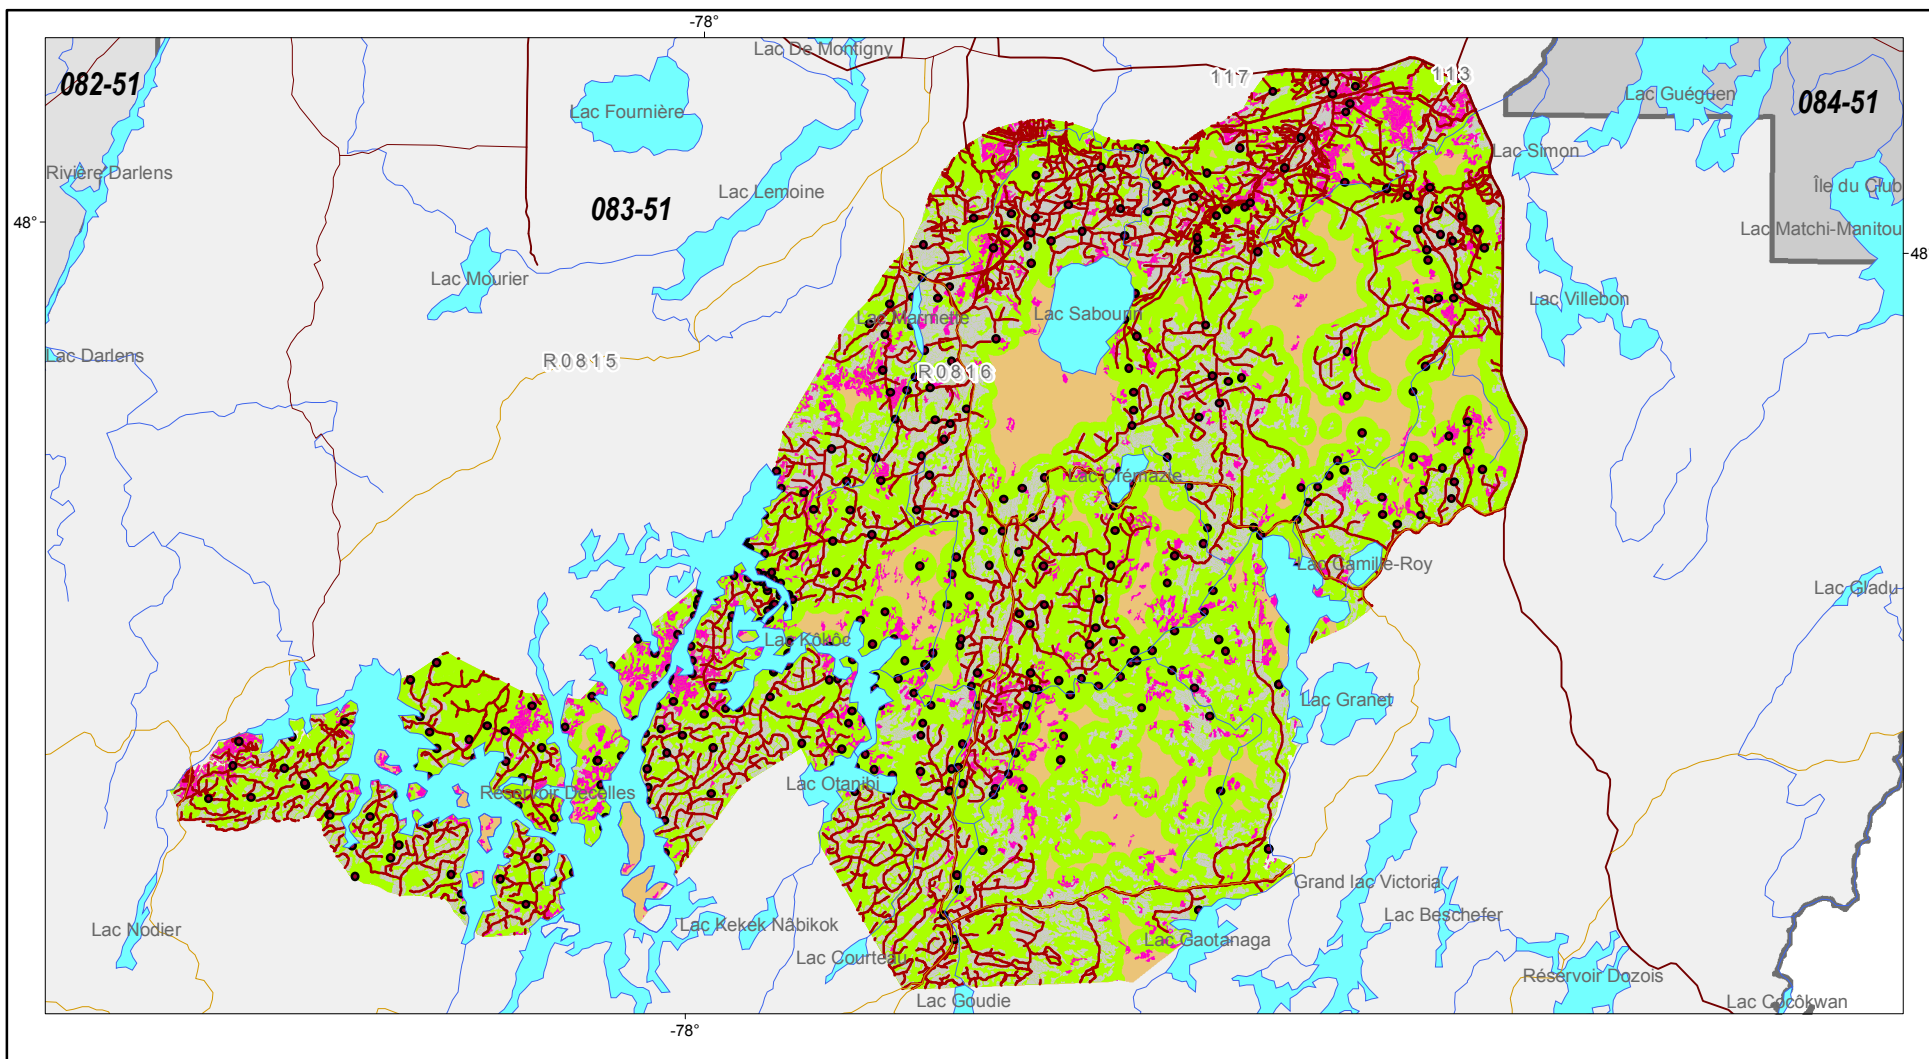 -78°
Lac De Montigny
082-51
117
113
Lac Fournière
Lac Guéguen
084-51
Lac Simon
Rivière Darlens
Lac Lemoine
Île du Club
083-51
48°
Lac Matchi-Manitou
48°
Lac Mourier
Lac Villebon
Lac Marmette
Lac Sabourin
Lac Darlens
R0815
R0816
Lac Crémazie
Lac Camille-Roy
Lac Gladu
Lac Kôkôc
Lac Granet
Lac Otanibi
Réservoir Decelles
Grand lac Victoria
Lac Beschefer
Lac Nodier
Lac Kekek Nâbikok
Lac Gaotanaga
Lac Courteau
Réservoir Dozois
Lac Goudie
Lac Cocôkwan
-78°